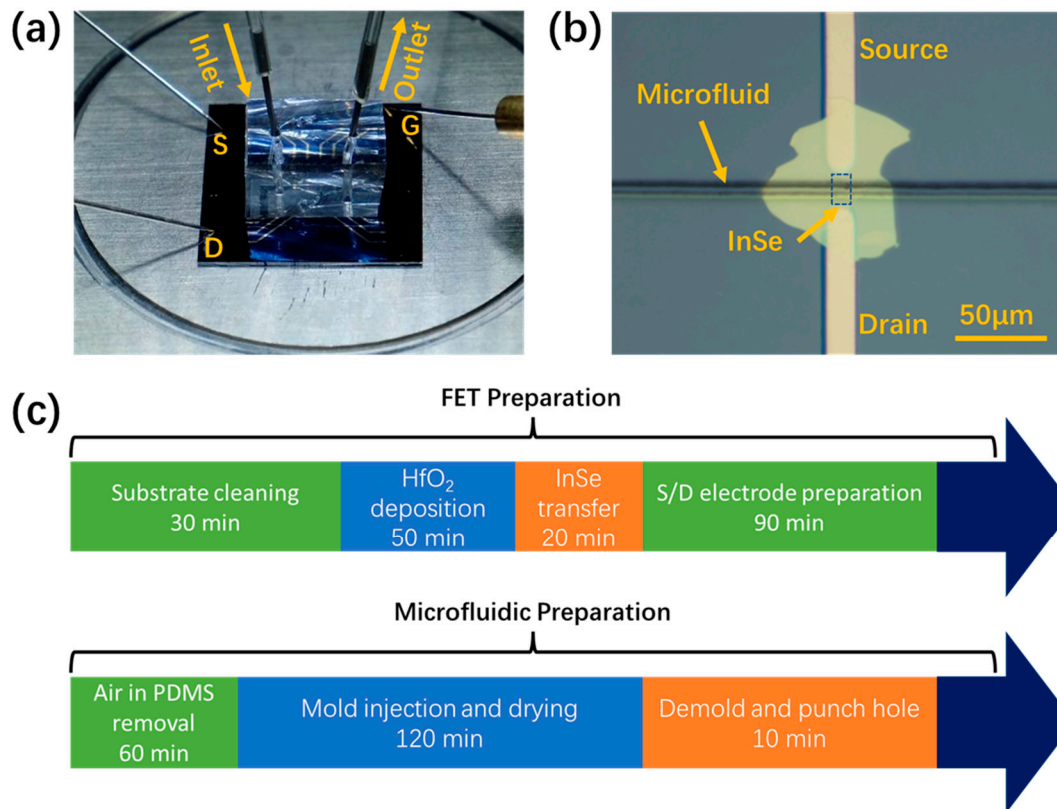 (a)
Inlet
Outlet
S
G
D
(b)
Source
Microfluid
InSe
Drain
50μm
(c)
FET Preparation
Substrate cleaning
30 min
HfO₂
deposition
50 min
InSe
transfer
20 min
S/D electrode preparation
90 min
Microfluidic Preparation
Air in PDMS
removal
60 min
Mold injection and drying
120 min
Demold and punch hole
10 min